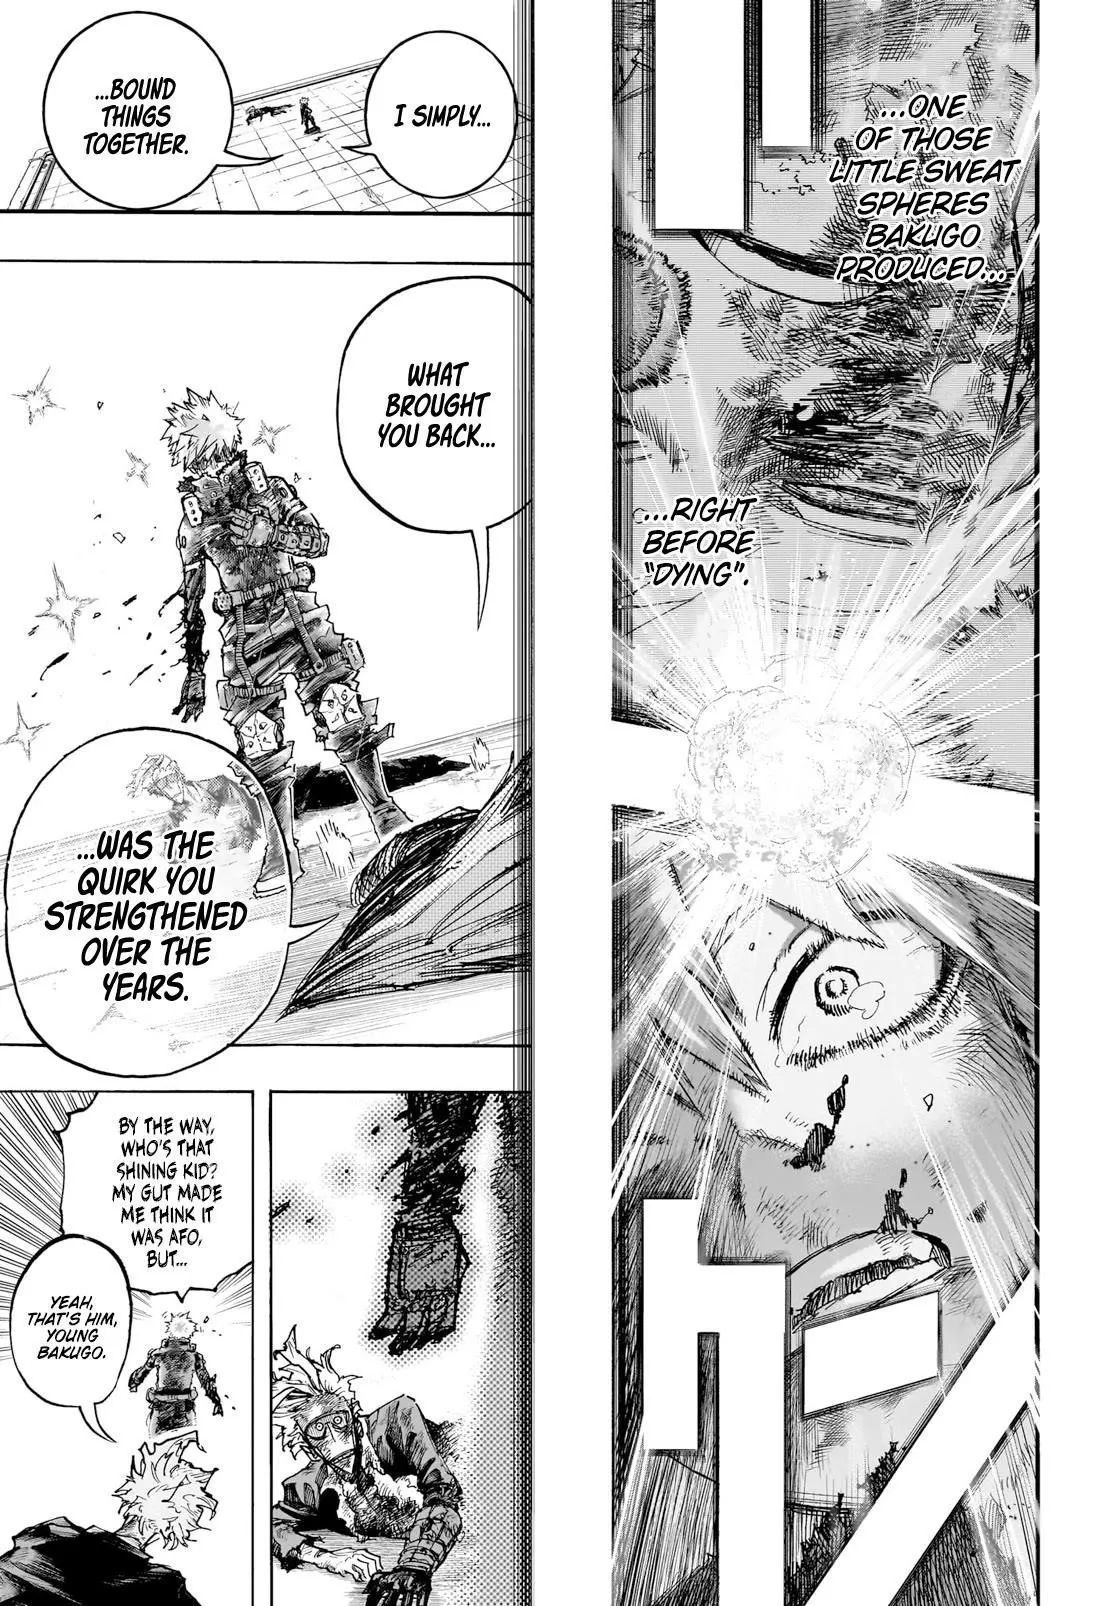 ...ONE
OF THOSE
LITTLE SWEAT
SPHERES
BAKUGO
PRODUCED...
...RIGHT
BEFORE
"DYING".
I SIMPLY...
...BOUND
THINGS
TOGETHER.
WHAT
BROUGHT
YOU BACK...
...WAS THE
QUIRK YOU
STRENGTHENED
OVER THE
YEARS.
BY THE WAY,
WHO'S THAT
SHINING KID?
MY GUT MADE
ME THINK IT
WAS AFO,
BUT...
YEAH,
THAT'S HIM,
YOUNG
BAKUGO.